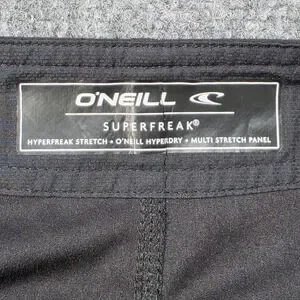 O'NEILL
SUPERFREAK®
HYPERFREAK STRETCH • O'NEILL HYPERDRY • MULTI STRETCH PANEL